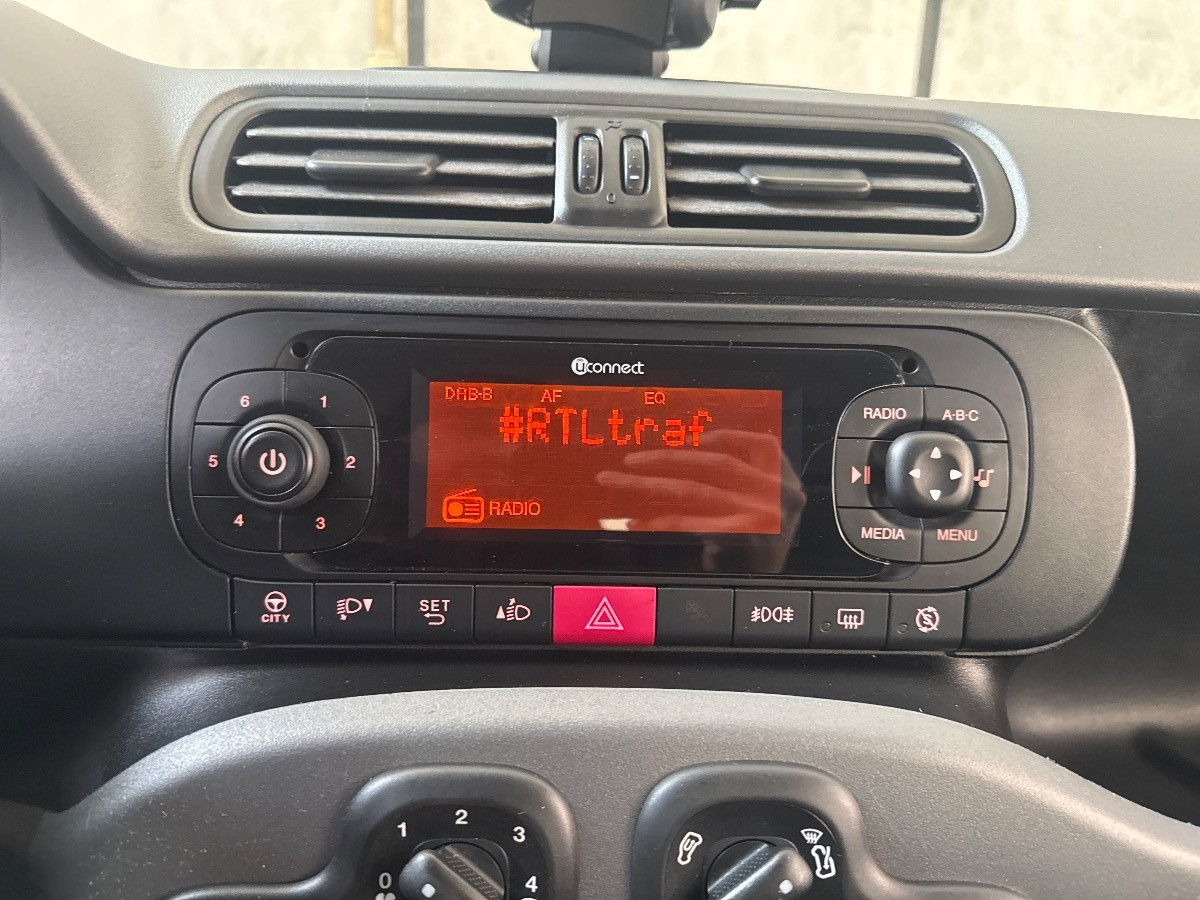 uconnect
DAB-B AF EQ
#RTLtraf
RADIO
6 1
5 2
4 3
RADIO A·B·C
MEDIA MENU
CITY
SET
0
1 2 3
0 4